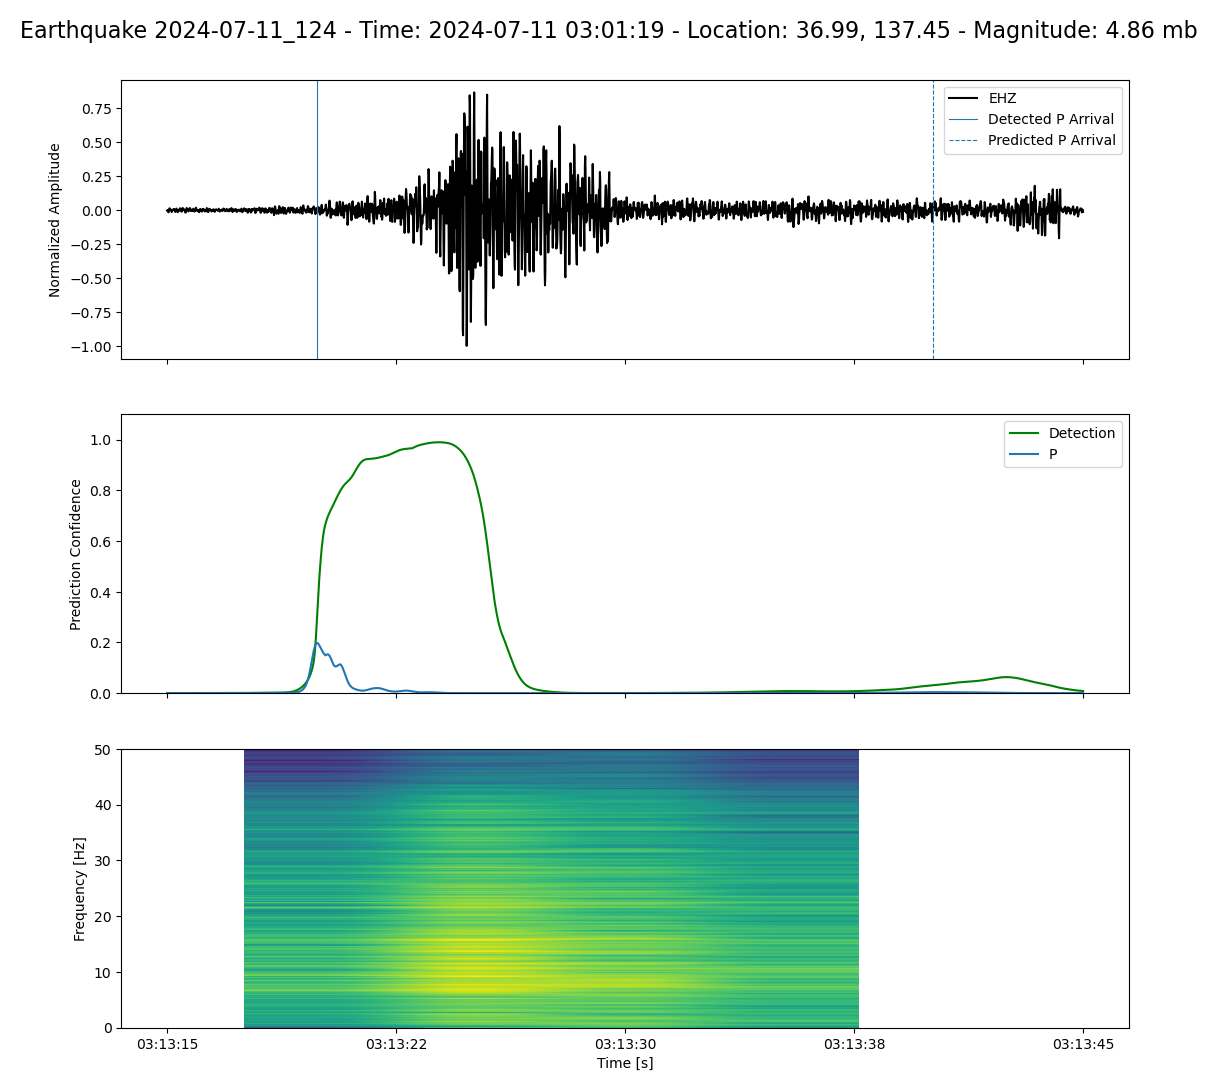 Earthquake 2024-07-11_124 - Time: 2024-07-11 03:01:19 - Location: 36.99, 137.45 - Magnitude: 4.86 mb
Normalized Amplitude
0.75
0.50
0.25
0.00
−0.25
−0.50
−0.75
−1.00
EHZ
Detected P Arrival
Predicted P Arrival
Prediction Confidence
1.0
0.8
0.6
0.4
0.2
0.0
Detection
P
Frequency [Hz]
50
40
30
20
10
0
03:13:15 03:13:22 03:13:30 03:13:38 03:13:45
Time [s]